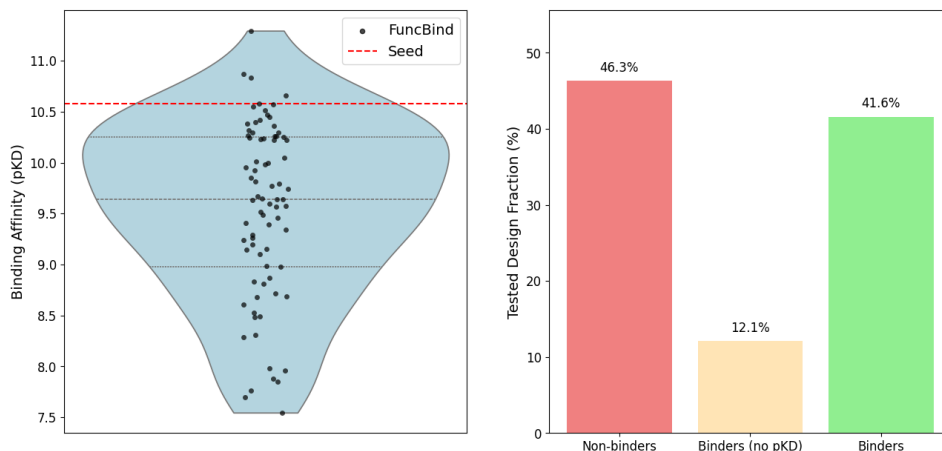 FuncBind
Seed
Binding Affinity (pKD)
11.0
10.5
10.0
9.5
9.0
8.5
8.0
7.5
Tested Design Fraction (%)
50
40
30
20
10
0
46.3%
12.1%
41.6%
Non-binders
Binders (no pKD)
Binders